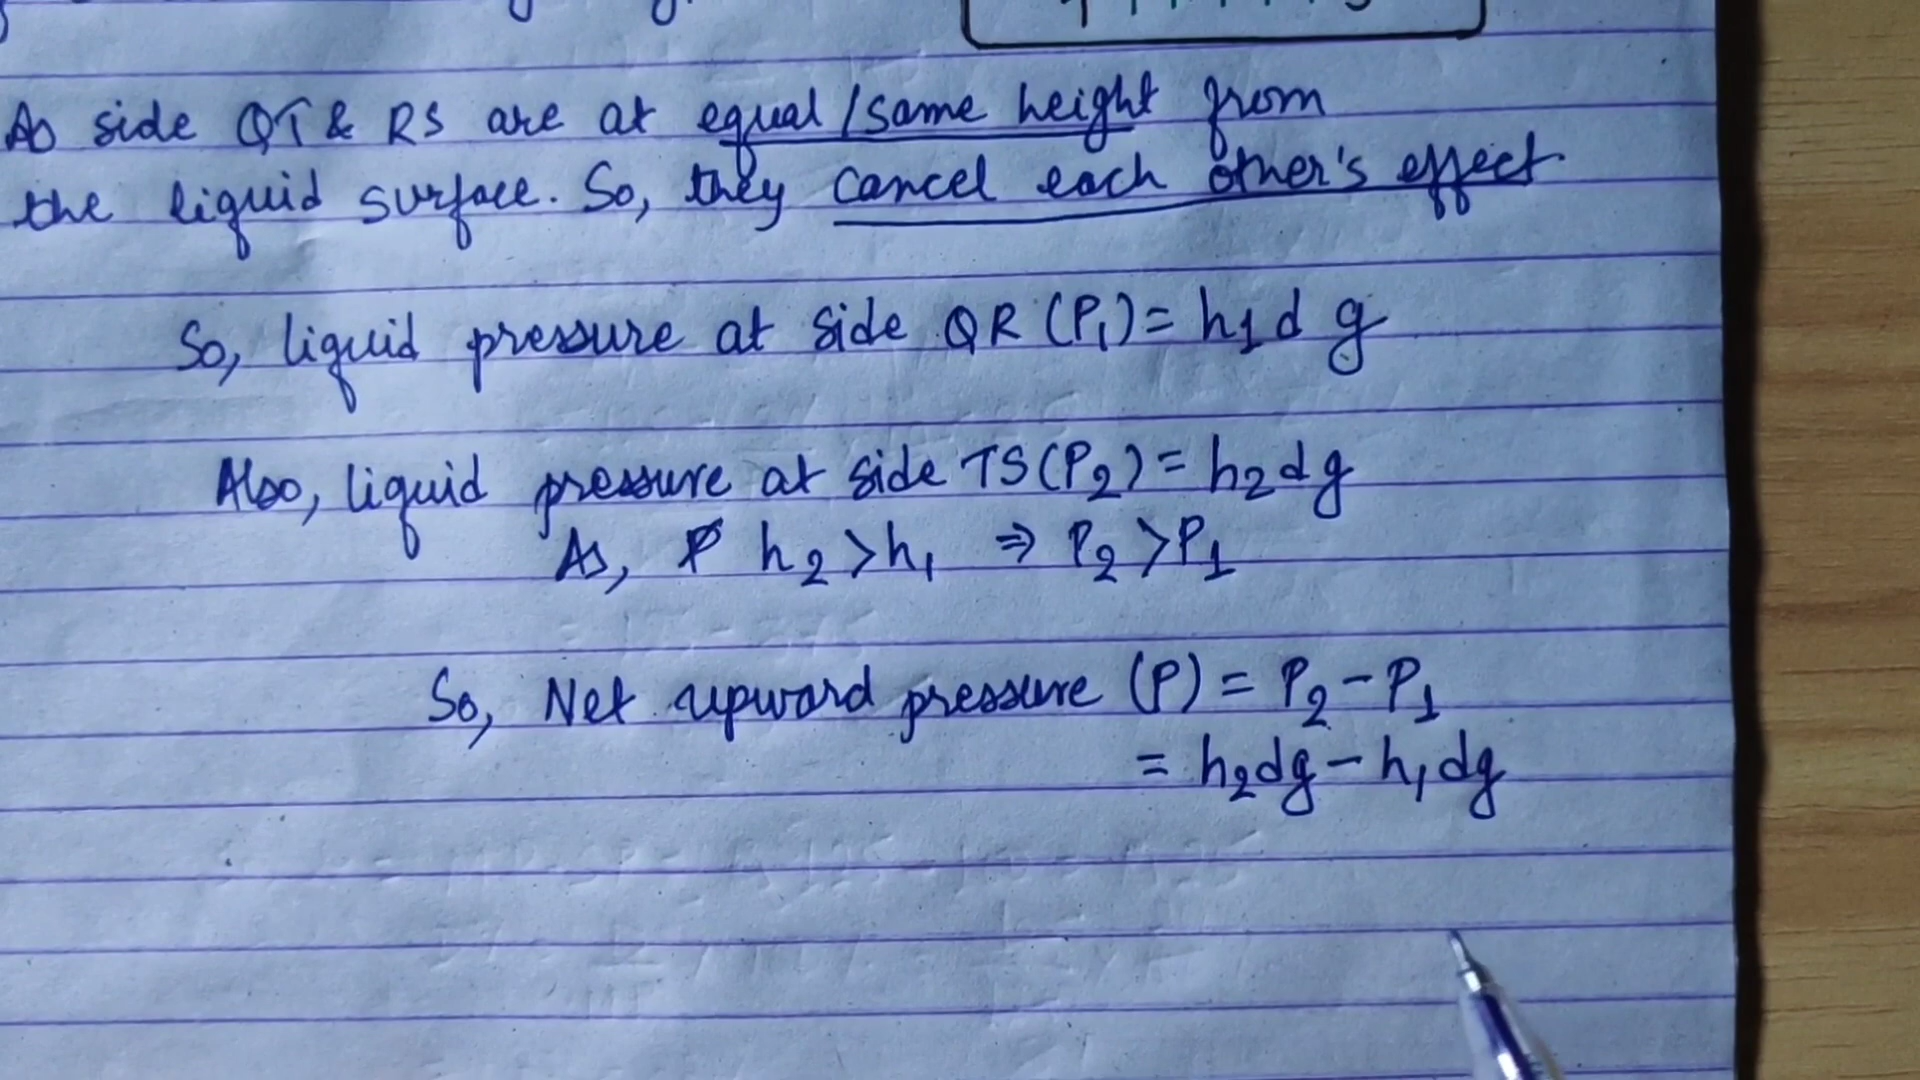 As side QT & RS are at equal/same height from
the liquid surface. So, they cancel each other's effect.
So, liquid pressure at side QR (P₁) = h₁ d g
Also, liquid pressure at side TS (P₂) = h₂ d g
As, h₂ > h₁ ⇒ P₂ > P₁
So, Net upward pressure (P) = P₂ - P₁
= h₂dg - h₁dg